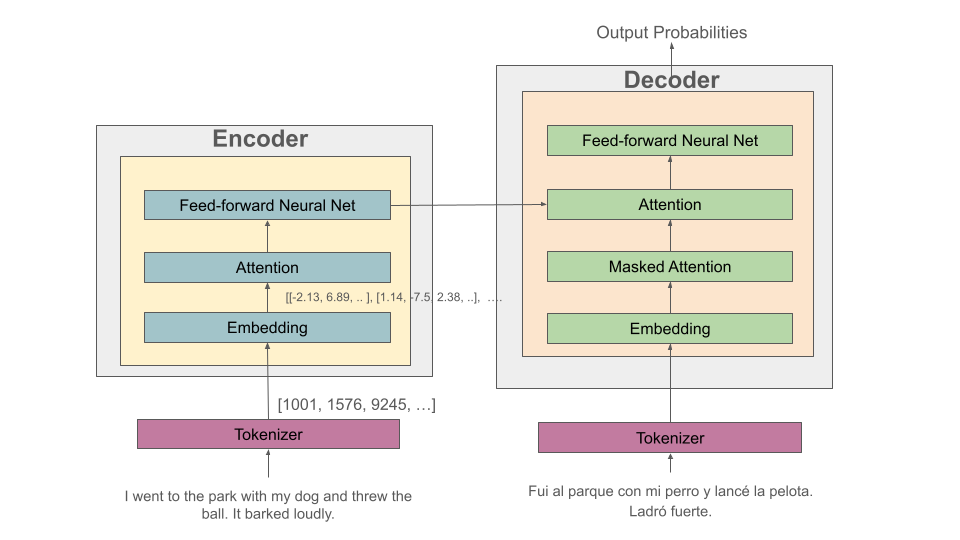 Output Probabilities
Decoder
Feed-forward Neural Net
Attention
Masked Attention
Embedding
Tokenizer
Fui al parque con mi perro y lancé la pelota.
Ladró fuerte.
Encoder
Feed-forward Neural Net
Attention
[[-2.13, 6.89, .. ], [1.14, -7.5, 2.38, ..],  ….
Embedding
[1001, 1576, 9245, …]
Tokenizer
I went to the park with my dog and threw the
ball. It barked loudly.